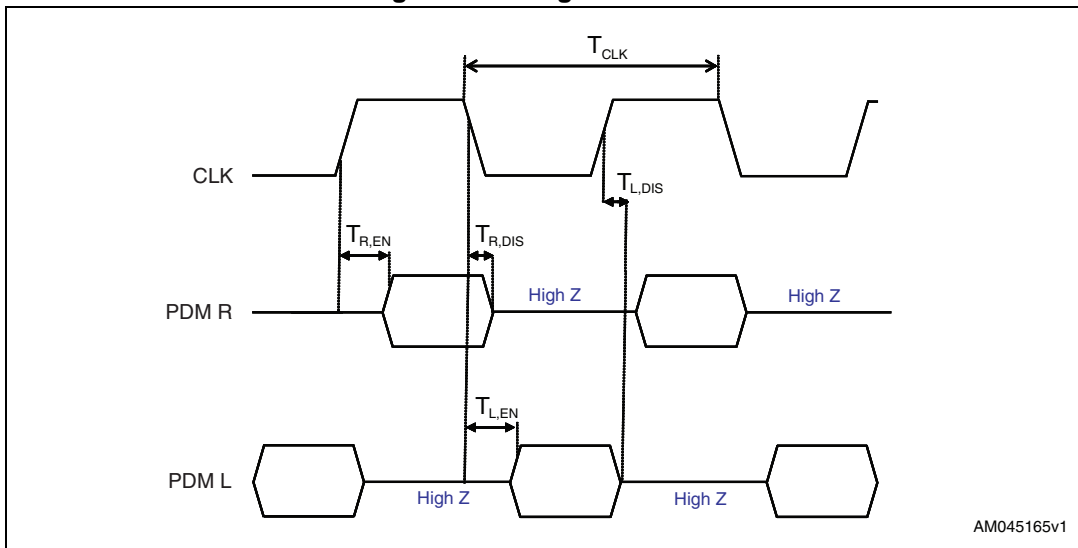 T_CLK
CLK
T_L,DIS
T_R,EN
T_R,DIS
High Z
High Z
PDM R
T_L,EN
PDM L
High Z
High Z
AM045165v1